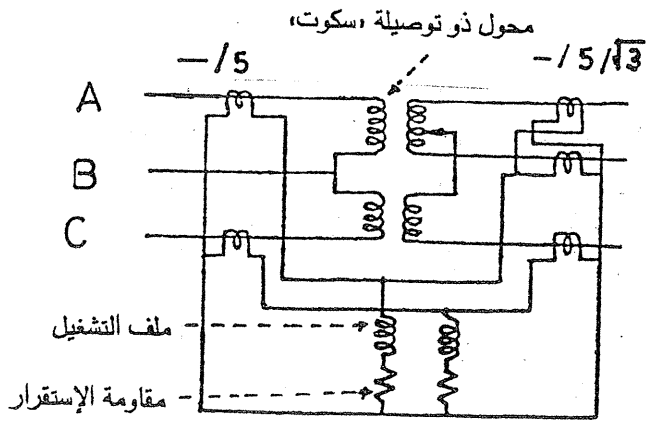 محول ذو توصيلة «سكوت»
—/5
—/5/√3
A
B
C
ملف التشغيل
مقاومة الإستقرار